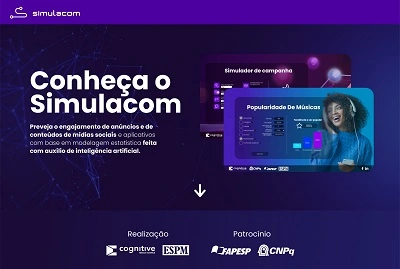 simulacom
Conheça o
Simulacom
Preveja o engajamento de anúncios e de
conteúdos de mídias sociais e aplicativas
com base em modelagem estatística feita
com auxílio de inteligência artificial.
Simulador de campanha
Popularidade De Músicas
Realização
Patrocínio
cognitive
ESPM
FAPESP
CNPq